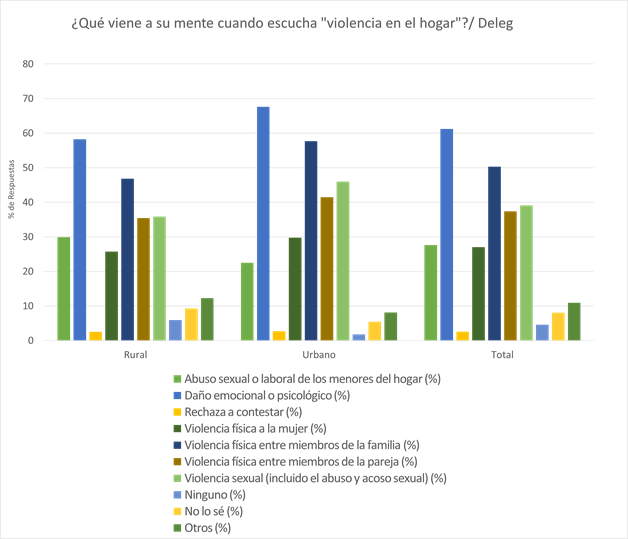 ¿Qué viene a su mente cuando escucha "violencia en el hogar"?/ Deleg
80
70
60
50
40
30
20
10
0
% de Respuestas
Rural
Urbano
Total
Abuso sexual o laboral de los menores del hogar (%)
Daño emocional o psicológico (%)
Rechaza a contestar (%)
Violencia física a la mujer (%)
Violencia física entre miembros de la familia (%)
Violencia física entre miembros de la pareja (%)
Violencia sexual (incluido el abuso y acoso sexual) (%)
Ninguno (%)
No lo sé (%)
Otros (%)